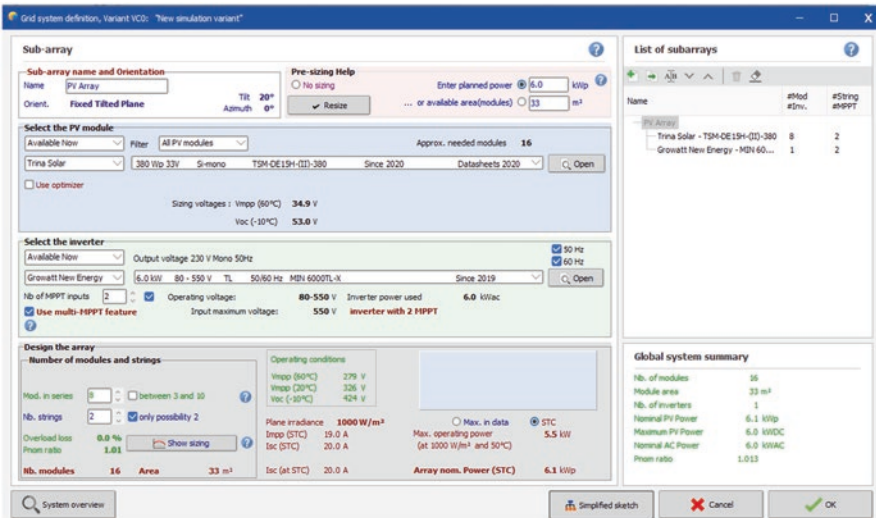 Grid system definition, Variant VC0: "New simulation variant"
Sub-array
Sub-array name and Orientation
Name PV Array
Orient. Fixed Tilted Plane
Tilt 20°
Azimuth 0°
Pre-sizing Help
No sizing
Enter planned power 6.0 kWp
Resize
... or available area(modules) 33 m²
Select the PV module
Available Now Filter All PV modules Approx. needed modules 16
Trina Solar 380 Wp 33V Si-mono TSM-DE15H-(II)-380 Since 2020 Datasheets 2020 Open
Use optimizer
Sizing voltages : Vmpp (60°C) 34.9 V
Voc (-10°C) 53.0 V
Select the inverter
Available Now Output voltage 230 V Mono 50Hz
50 Hz
60 Hz
Growatt New Energy 6.0 kW 80 - 550 V TL 50/60 Hz MIN 6000TL-X Since 2019 Open
Nb of MPPT inputs 2 Operating voltage: 80-550 V Inverter power used 6.0 kWac
Use multi-MPPT feature Input maximum voltage: 550 V inverter with 2 MPPT
Design the array
Number of modules and strings
Mod. in series 8 between 3 and 10
Nb. strings 2 only possibility 2
Overload loss 0.0 %
Pnom ratio 1.01
Show sizing
Nb. modules 16 Area 33 m²
Operating conditions
Vmpp (60°C) 279 V
Vmpp (20°C) 326 V
Voc (-10°C) 424 V
Plane irradiance 1000 W/m²
Impp (STC) 19.0 A
Isc (STC) 20.0 A
Isc (at STC) 20.0 A
Max. in data STC
Max. operating power 5.5 kW
(at 1000 W/m² and 50°C)
Array nom. Power (STC) 6.1 kWp
List of subarrays
Name
#Mod #String
#Inv. #MPPT
PV Array
Trina Solar - TSM-DE15H-(II)-380 8 2
Growatt New Energy - MIN 60... 1 2
Global system summary
Nb. of modules 16
Module area 33 m²
Nb. of inverters 1
Nominal PV Power 6.1 kWp
Maximum PV Power 6.0 kWDC
Nominal AC Power 6.0 kWAC
Pnom ratio 1.013
System overview
Simplified sketch
Cancel
OK